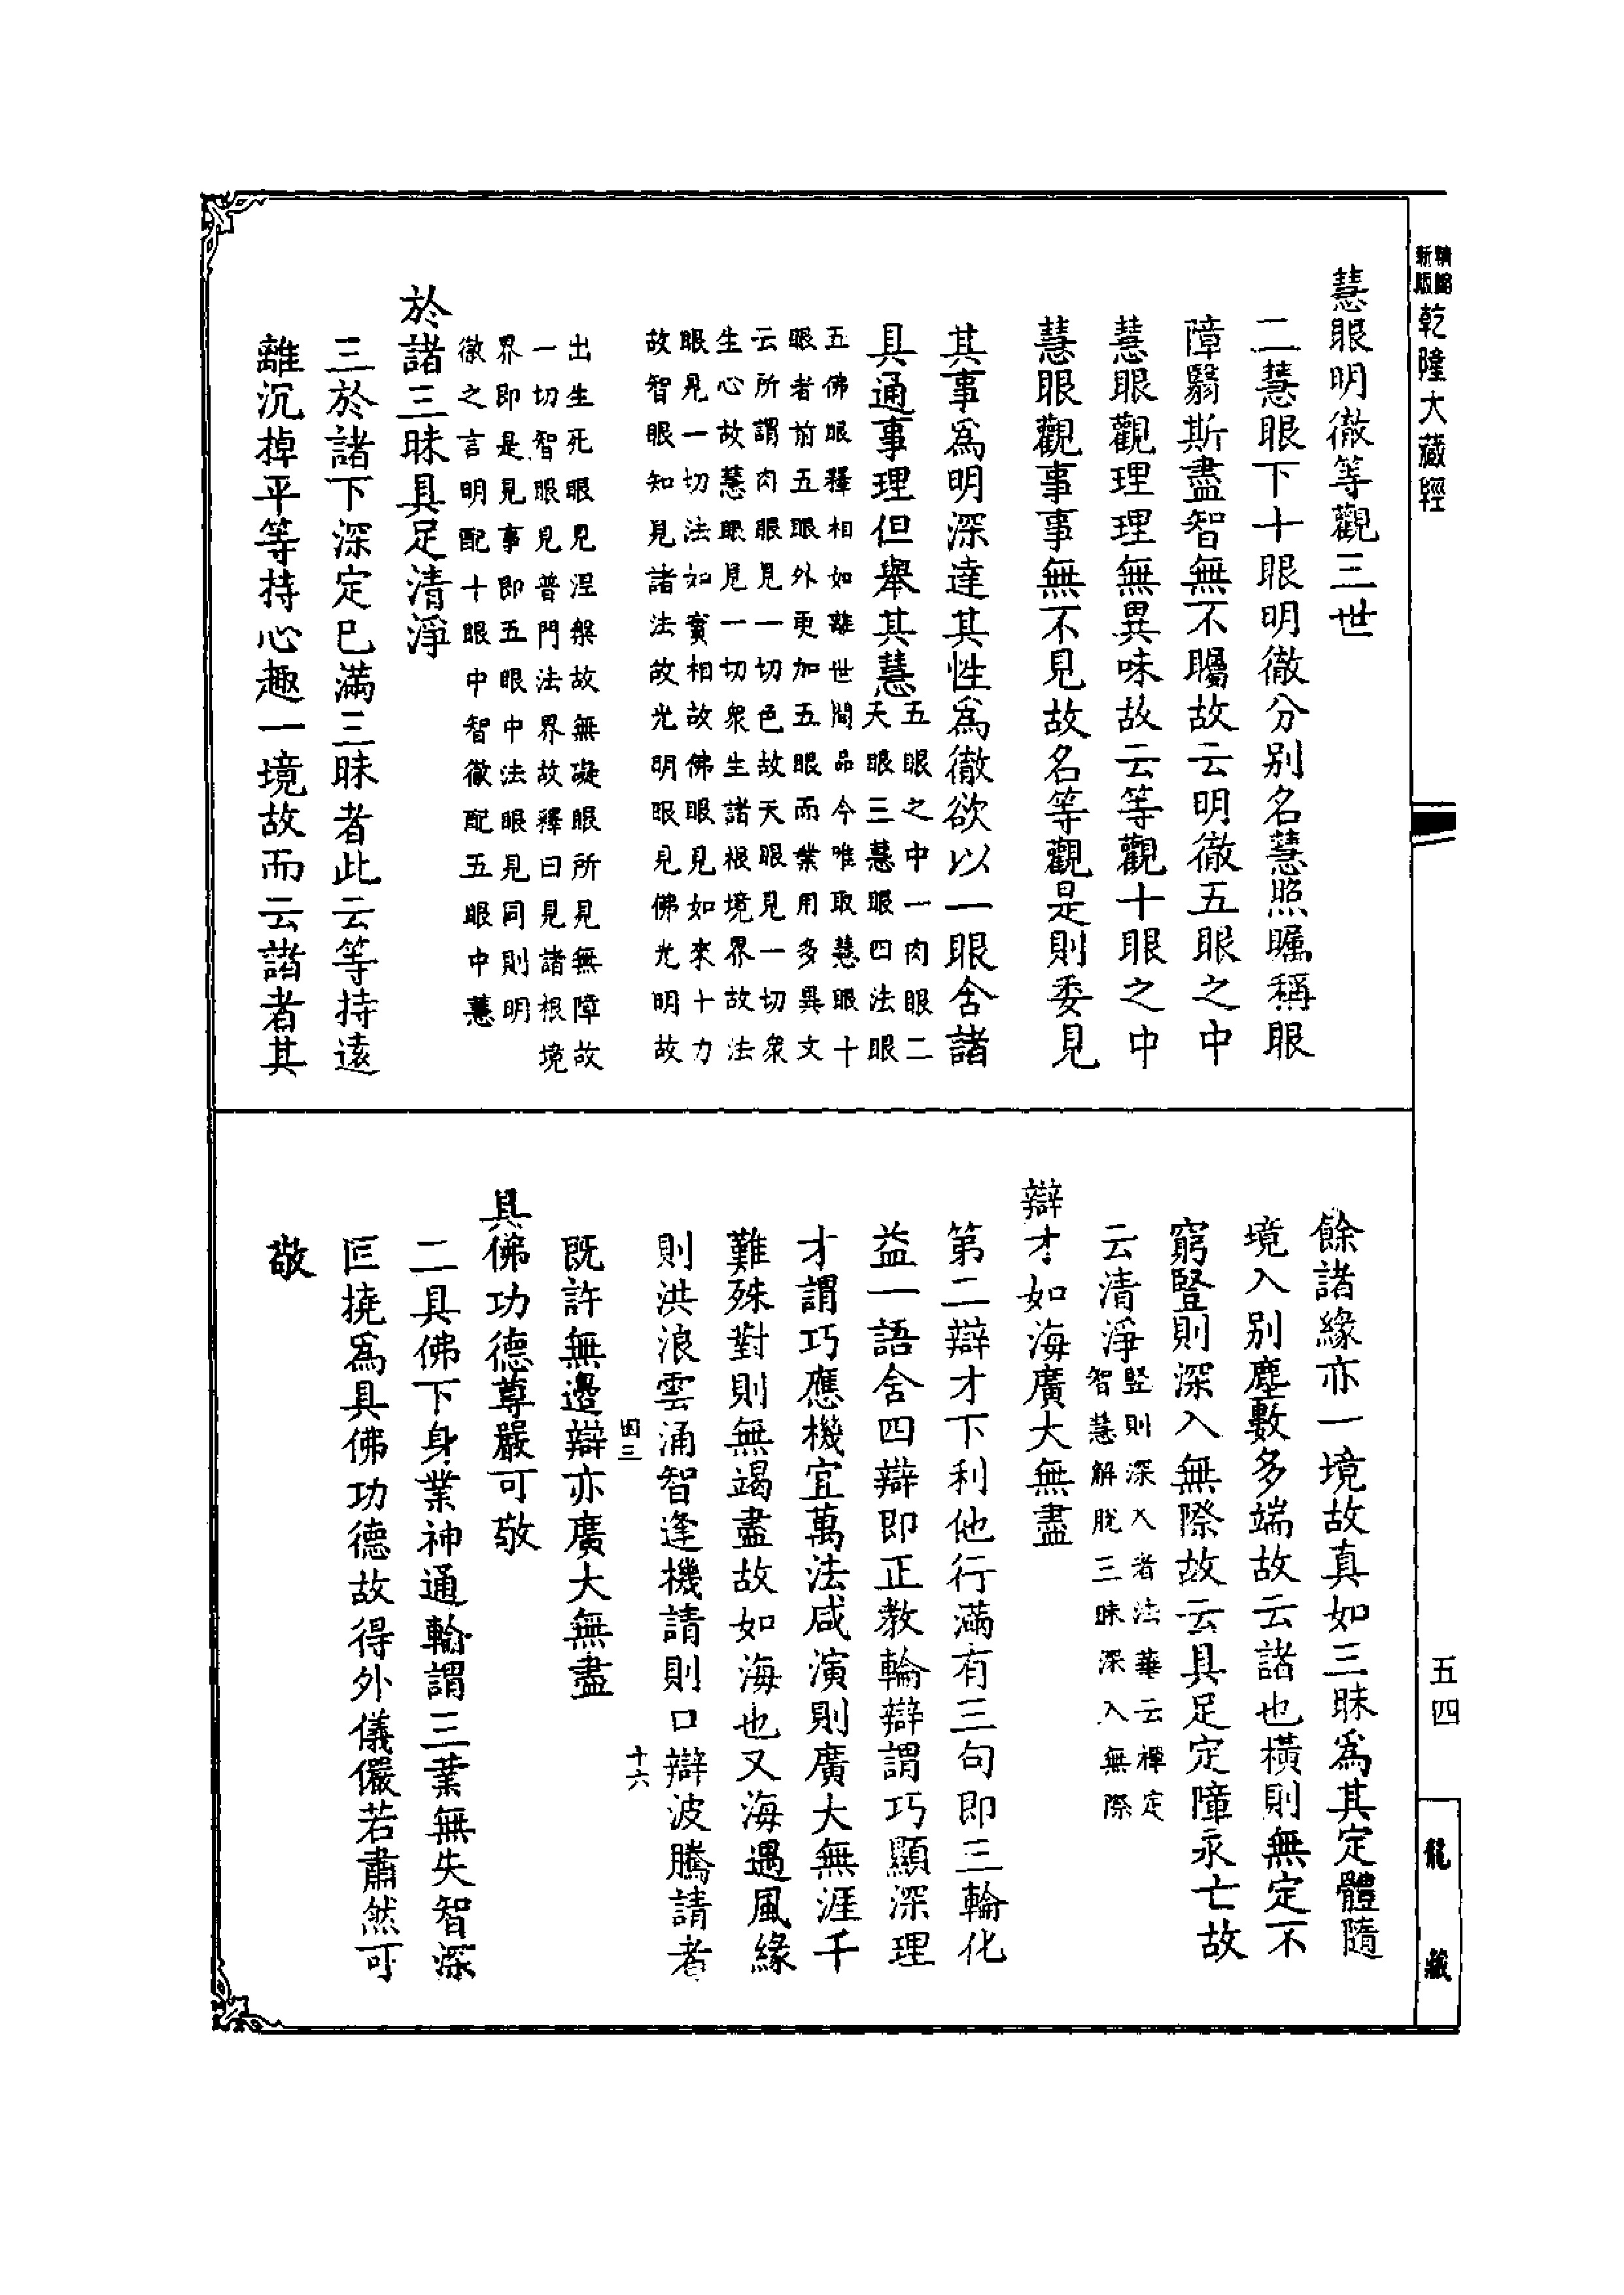 精縮
新版
乾隆大藏經
慧眼明徹等觀三世
二慧眼下十眼明徹分別名慧照矚稱眼
障翳斯盡智無不矚故云明徹五眼之中
慧眼觀理理無異味故云等觀十眼之中
慧眼觀事事無不見故名等觀是則委見
其事爲明深達其性爲徹欲以一眼含諸
具通事理但舉其慧五眼之中一肉眼二
天眼三慧眼四法眼
五佛眼釋相如離世間品今唯取慧眼十
眼者前五眼外更加五眼而業用多異文
云所謂肉眼見一切色故天眼見一切衆
生心故慧眼見一切衆生諸根境界故法
眼見一切法如實相故佛眼見如來十力
故智眼知見諸法故光明眼見佛光明故
出生死眼見涅槃故無礙眼所見無障故
一切智眼見普門法界故釋曰見諸根境
界即是見事即五眼中法眼見同則明
徹之言明配十眼中智徹配五眼中慧
於諸三昧具足清淨
三於諸下深定已滿三昧者此云等持遠
離沉掉平等持心趣一境故而云諸者其
五四
龍藏
餘諸緣亦一境故真如三昧爲其定體隨
境入別塵數多端故云諸也橫則無定不
窮豎則深入無際故云具足定障永亡故
云清淨豎則深入者法華云禪定
智慧解脫三昧深入無際
辯才如海廣大無盡
第二辯才下利他行滿有三句即三輪化
益一語含四辯即正教輪辯謂巧顯深理
才謂巧應機宜萬法咸演則廣大無涯千
難殊對則無竭盡故如海也又海遇風緣
則洪浪雲涌智逢機請則口辯波騰請者
因三
十六
既許無邊辯亦廣大無盡
具佛功德尊嚴可敬
二具佛下身業神通輪謂三業無失智深
叵撓爲具佛功德故得外儀儼若肅然可
敬